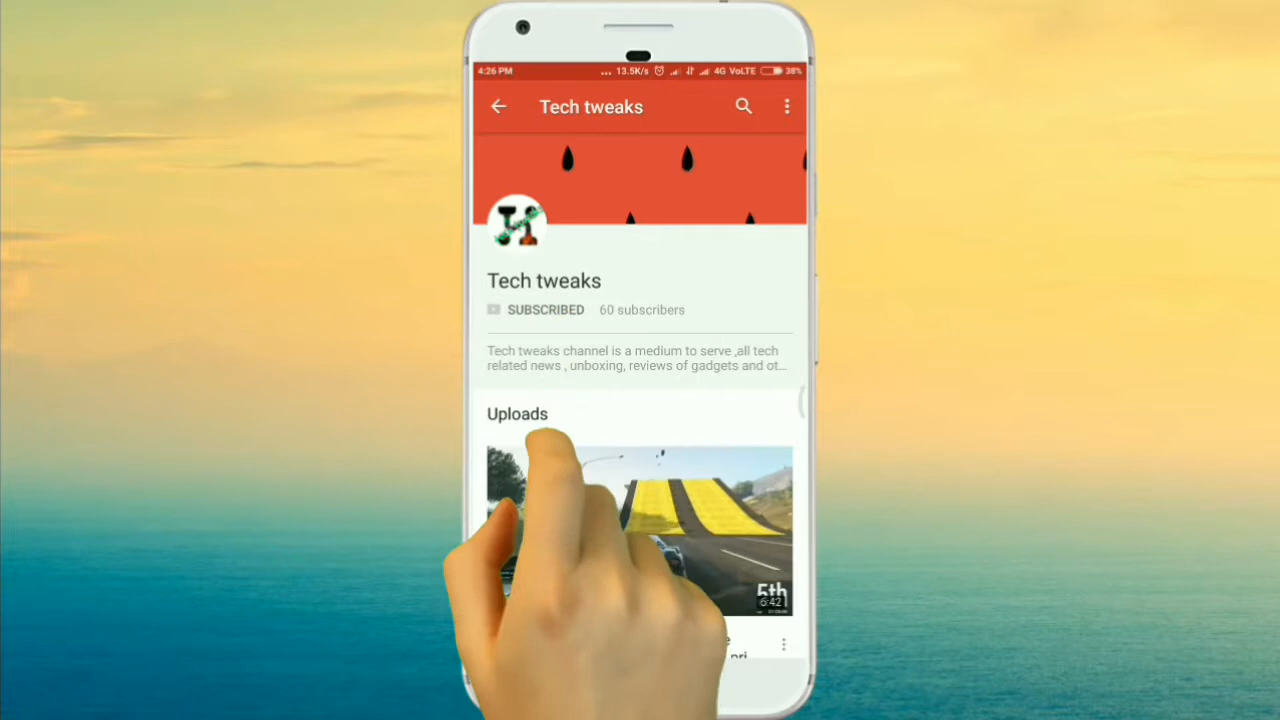 4:26 PM ... 13.5K/s 4G VoLTE 38%
Tech tweaks
Tech tweaks
SUBSCRIBED 60 subscribers
Tech tweaks channel is a medium to serve ,all tech
related news , unboxing, reviews of gadgets and ot...
Uploads
5th
6:42